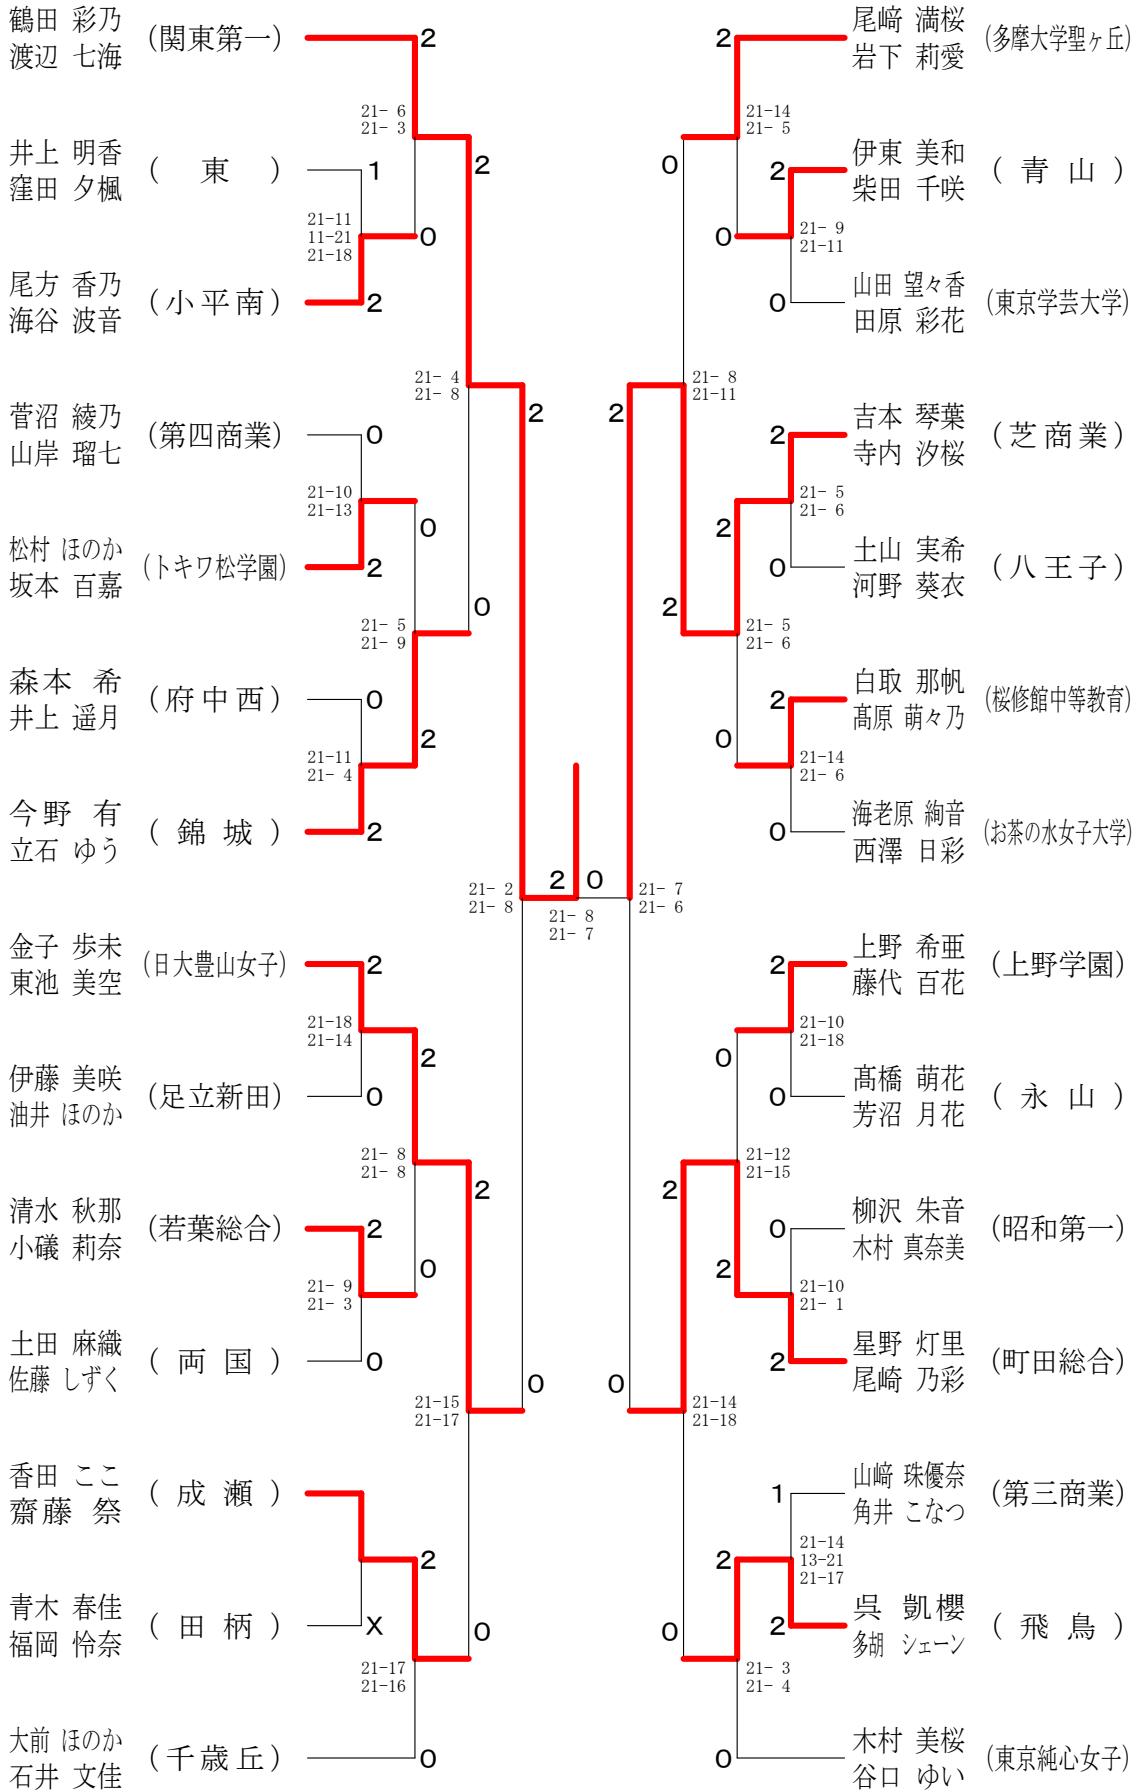 鶴田 彩乃
渡辺 七海
(関東第一)
2
21- 6
21- 3
井上 明香
窪田 夕楓
( 東 )
1
2
21-11
11-21
21-18
0
尾方 香乃
海谷 波音
(小平南)
2
21- 4
21- 8
菅沼 綾乃
山岸 瑠七
(第四商業)
0
2
21-10
21-13
0
松村 ほのか
坂本 百嘉
(トキワ松学園)
2
0
21- 5
21- 9
森本 希
井上 遥月
(府中西)
0
2
21-11
21- 4
今野 有
立石 ゆう
( 錦城 )
2
21- 2
21- 8
2 0
21- 8
21- 7
金子 歩未
東池 美空
(日大豊山女子)
2
21-18
21-14
2
伊藤 美咲
油井 ほのか
(足立新田)
0
21- 8
21- 8
2
清水 秋那
小礒 莉奈
(若葉総合)
2
0
21- 9
21- 3
土田 麻織
佐藤 しずく
( 両国 )
0
0
21-15
21-17
香田 ここ
齋藤 祭
( 成瀬 )
2
青木 春佳
福岡 怜奈
( 田柄 )
X
0
21-17
21-16
大前 ほのか
石井 文佳
(千歳丘)
0
2
尾﨑 満桜
岩下 莉愛
(多摩大学聖ヶ丘)
21-14
21- 5
0
2
伊東 美和
柴田 千咲
( 青山 )
0
21- 9
21-11
0
山田 望々香
田原 彩花
(東京学芸大学)
21- 8
21-11
2
2
吉本 琴葉
寺内 汐桜
(芝商業)
21- 5
21- 6
2
0
土山 実希
河野 葵衣
(八王子)
2
21- 5
21- 6
2
白取 那帆
髙原 萌々乃
(桜修館中等教育)
0
21-14
21- 6
0
海老原 絢音
西澤 日彩
(お茶の水女子大学)
21- 7
21- 6
2
上野 希亜
藤代 百花
(上野学園)
21-10
21-18
0
0
髙橋 萌花
芳沼 月花
( 永山 )
21-12
21-15
2
0
柳沢 朱音
木村 真奈美
(昭和第一)
2
21-10
21- 1
2
星野 灯里
尾崎 乃彩
(町田総合)
0
21-14
21-18
1
山﨑 珠優奈
角井 こなつ
(第三商業)
21-14
13-21
21-17
2
2
呉 凱櫻
多胡 シェーン
( 飛鳥 )
0
21- 3
21- 4
0
木村 美桜
谷口 ゆい
(東京純心女子)